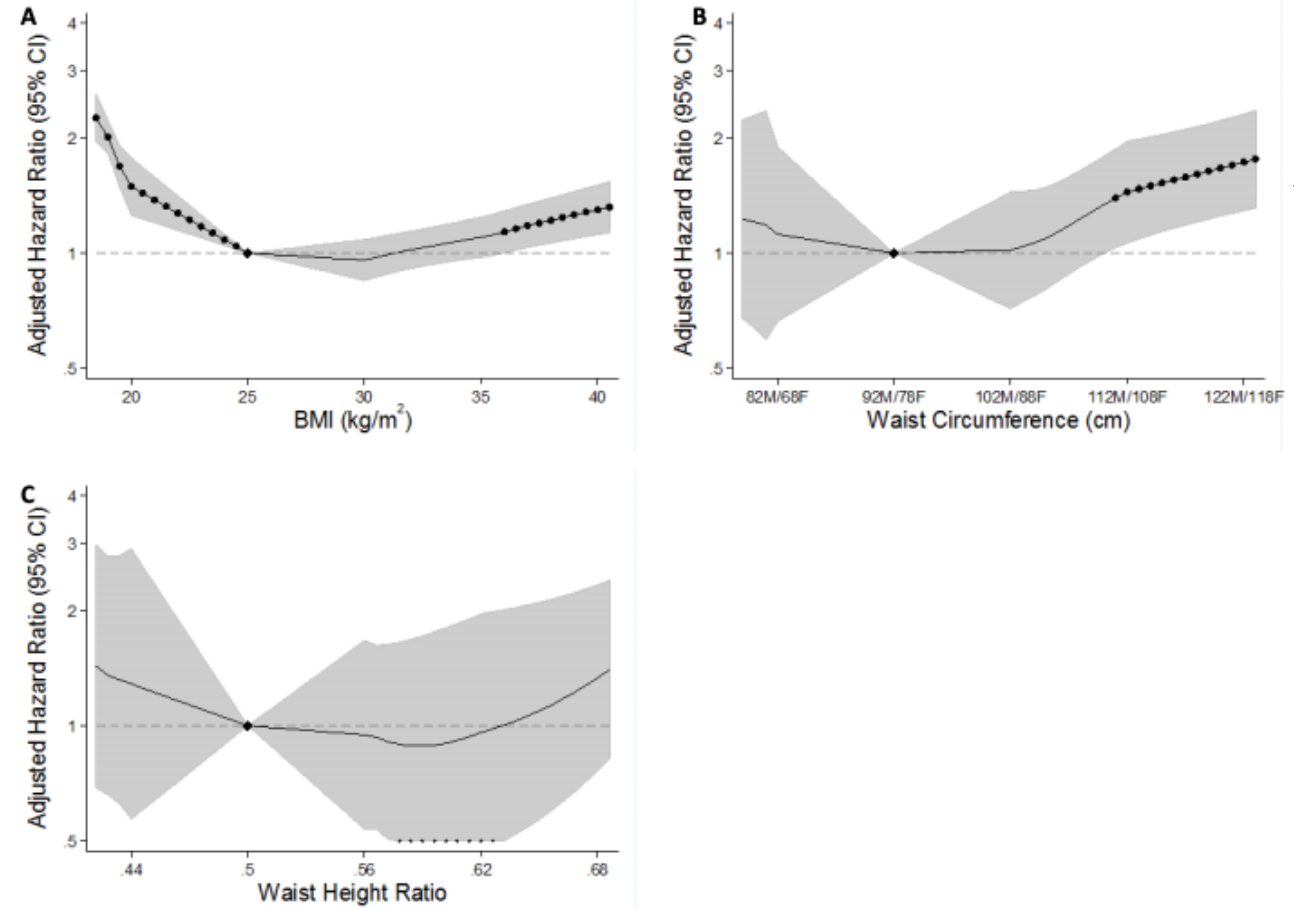 A
Adjusted Hazard Ratio (95% CI)
4
3
2
1
.5
20 25 30 35 40
BMI (kg/m²)
B
Adjusted Hazard Ratio (95% CI)
4
3
2
1
.5
82M/68F 92M/78F 102M/88F 112M/108F 122M/118F
Waist Circumference (cm)
C
Adjusted Hazard Ratio (95% CI)
4
3
2
1
.5
.44 .5 .56 .62 .68
Waist Height Ratio